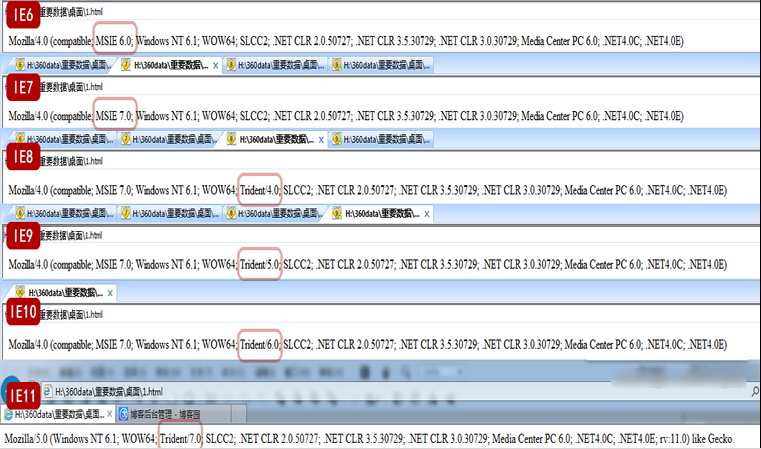 IE6
重要数据\桌面\1.html
Mozilla/4.0 (compatible; MSIE 6.0; Windows NT 6.1; WOW64; SLCC2; .NET CLR 2.0.50727; .NET CLR 3.5.30729; .NET CLR 3.0.30729; Media Center PC 6.0; .NET4.0C; .NET4.0E)
H:\360data\重要数据\桌面\... H:\360data\重要数据\... x H:\360data\重要数据\桌面\... H:\360data\重要数据\桌面\...
IE7
重要数据\桌面\1.html
Mozilla/4.0 (compatible; MSIE 7.0; Windows NT 6.1; WOW64; SLCC2; .NET CLR 2.0.50727; .NET CLR 3.5.30729; .NET CLR 3.0.30729; Media Center PC 6.0; .NET4.0C; .NET4.0E)
H:\360data\重要数据\桌面\... H:\360data\重要数据\桌面\... H:\360data\重要数据\... x H:\360data\重要数据\桌面\...
IE8
重要数据\桌面\1.html
Mozilla/4.0 (compatible; MSIE 7.0; Windows NT 6.1; WOW64; Trident/4.0; SLCC2; .NET CLR 2.0.50727; .NET CLR 3.5.30729; .NET CLR 3.0.30729; Media Center PC 6.0; .NET4.0C; .NET4.0E)
H:\360data\重要数据\桌面\... H:\360data\重要数据\桌面\... H:\360data\重要数据\桌面\... H:\360data\重要数据\... x
IE9
重要数据\桌面\1.html
Mozilla/4.0 (compatible; MSIE 7.0; Windows NT 6.1; WOW64; Trident/5.0; SLCC2; .NET CLR 2.0.50727; .NET CLR 3.5.30729; .NET CLR 3.0.30729; Media Center PC 6.0; .NET4.0C; .NET4.0E)
H:\360data\重要数据\... x
IE10
重要数据\桌面\1.html
Mozilla/4.0 (compatible; MSIE 7.0; Windows NT 6.1; WOW64; Trident/6.0; SLCC2; .NET CLR 2.0.50727; .NET CLR 3.5.30729; .NET CLR 3.0.30729; Media Center PC 6.0; .NET4.0C; .NET4.0E)
IE11
H:\360data\重要数据\桌面\1.html
H:\360data\重要数据\桌面... x 博客后台管理 - 博客园
Mozilla/5.0 (Windows NT 6.1; WOW64; Trident/7.0; SLCC2; .NET CLR 2.0.50727; .NET CLR 3.5.30729; .NET CLR 3.0.30729; Media Center PC 6.0; .NET4.0C; .NET4.0E; rv:11.0) like Gecko